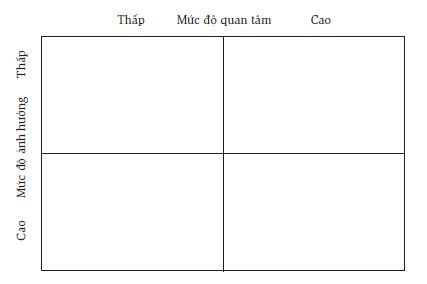 Thấp Mức độ quan tâm Cao
Thấp
Mức độ ảnh hưởng
Cao